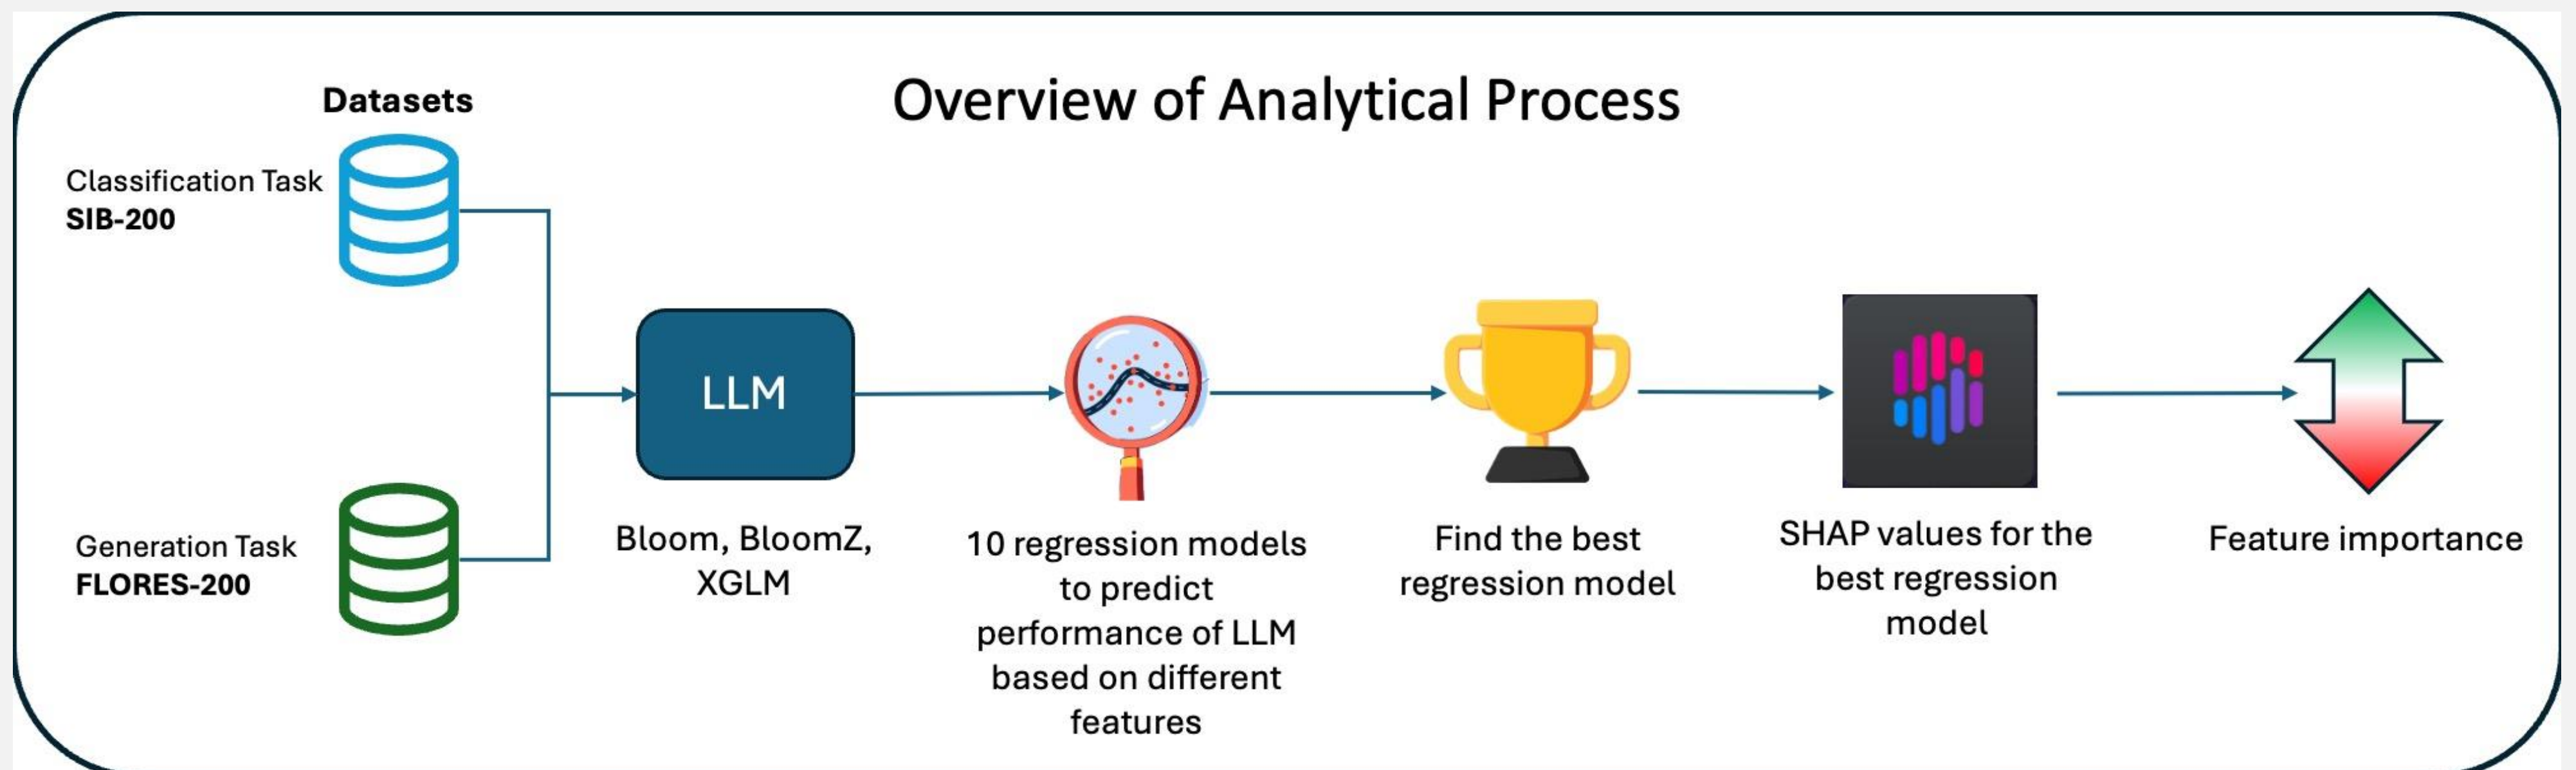 Overview of Analytical Process
Datasets
Classification Task
SIB-200
Generation Task
FLORES-200
LLM
Bloom, BloomZ,
XGLM
10 regression models
to predict
performance of LLM
based on different
features
Find the best
regression model
SHAP values for the
best regression
model
Feature importance